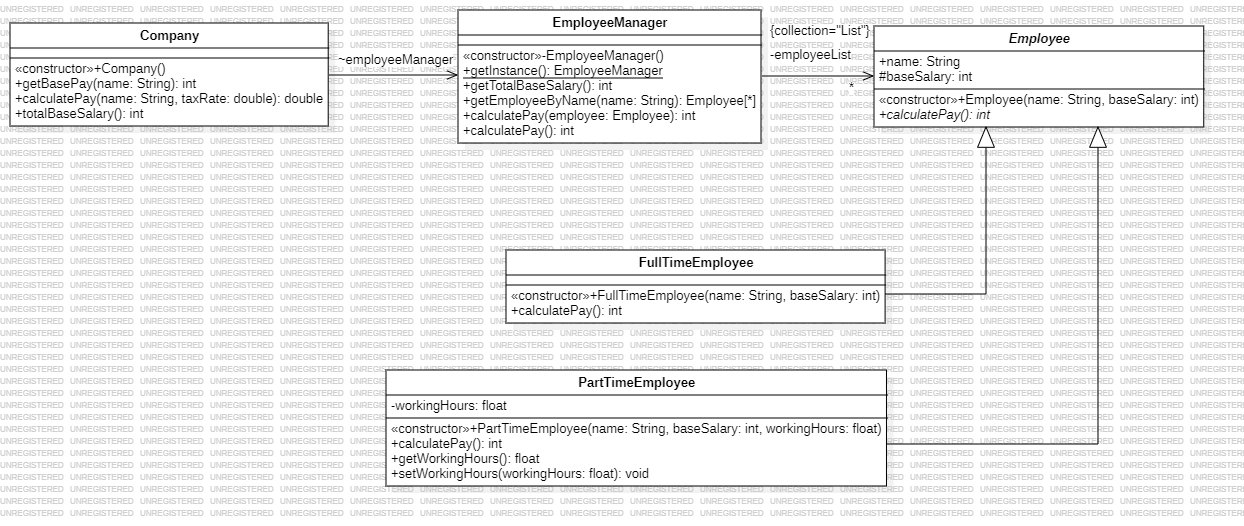 Company
«constructor»+Company()
+getBasePay(name: String): int
+calculatePay(name: String, taxRate: double): double
+totalBaseSalary(): int
~employeeManager
EmployeeManager
«constructor»-EmployeeManager()
+getInstance(): EmployeeManager
+getTotalBaseSalary(): int
+getEmployeeByName(name: String): Employee[*]
+calculatePay(employee: Employee): int
+calculatePay(): int
{collection="List"}
-employeeList
*
Employee
+name: String
#baseSalary: int
«constructor»+Employee(name: String, baseSalary: int)
+calculatePay(): int
FullTimeEmployee
«constructor»+FullTimeEmployee(name: String, baseSalary: int)
+calculatePay(): int
PartTimeEmployee
-workingHours: float
«constructor»+PartTimeEmployee(name: String, baseSalary: int, workingHours: float)
+calculatePay(): int
+getWorkingHours(): float
+setWorkingHours(workingHours: float): void
UNREGISTERED